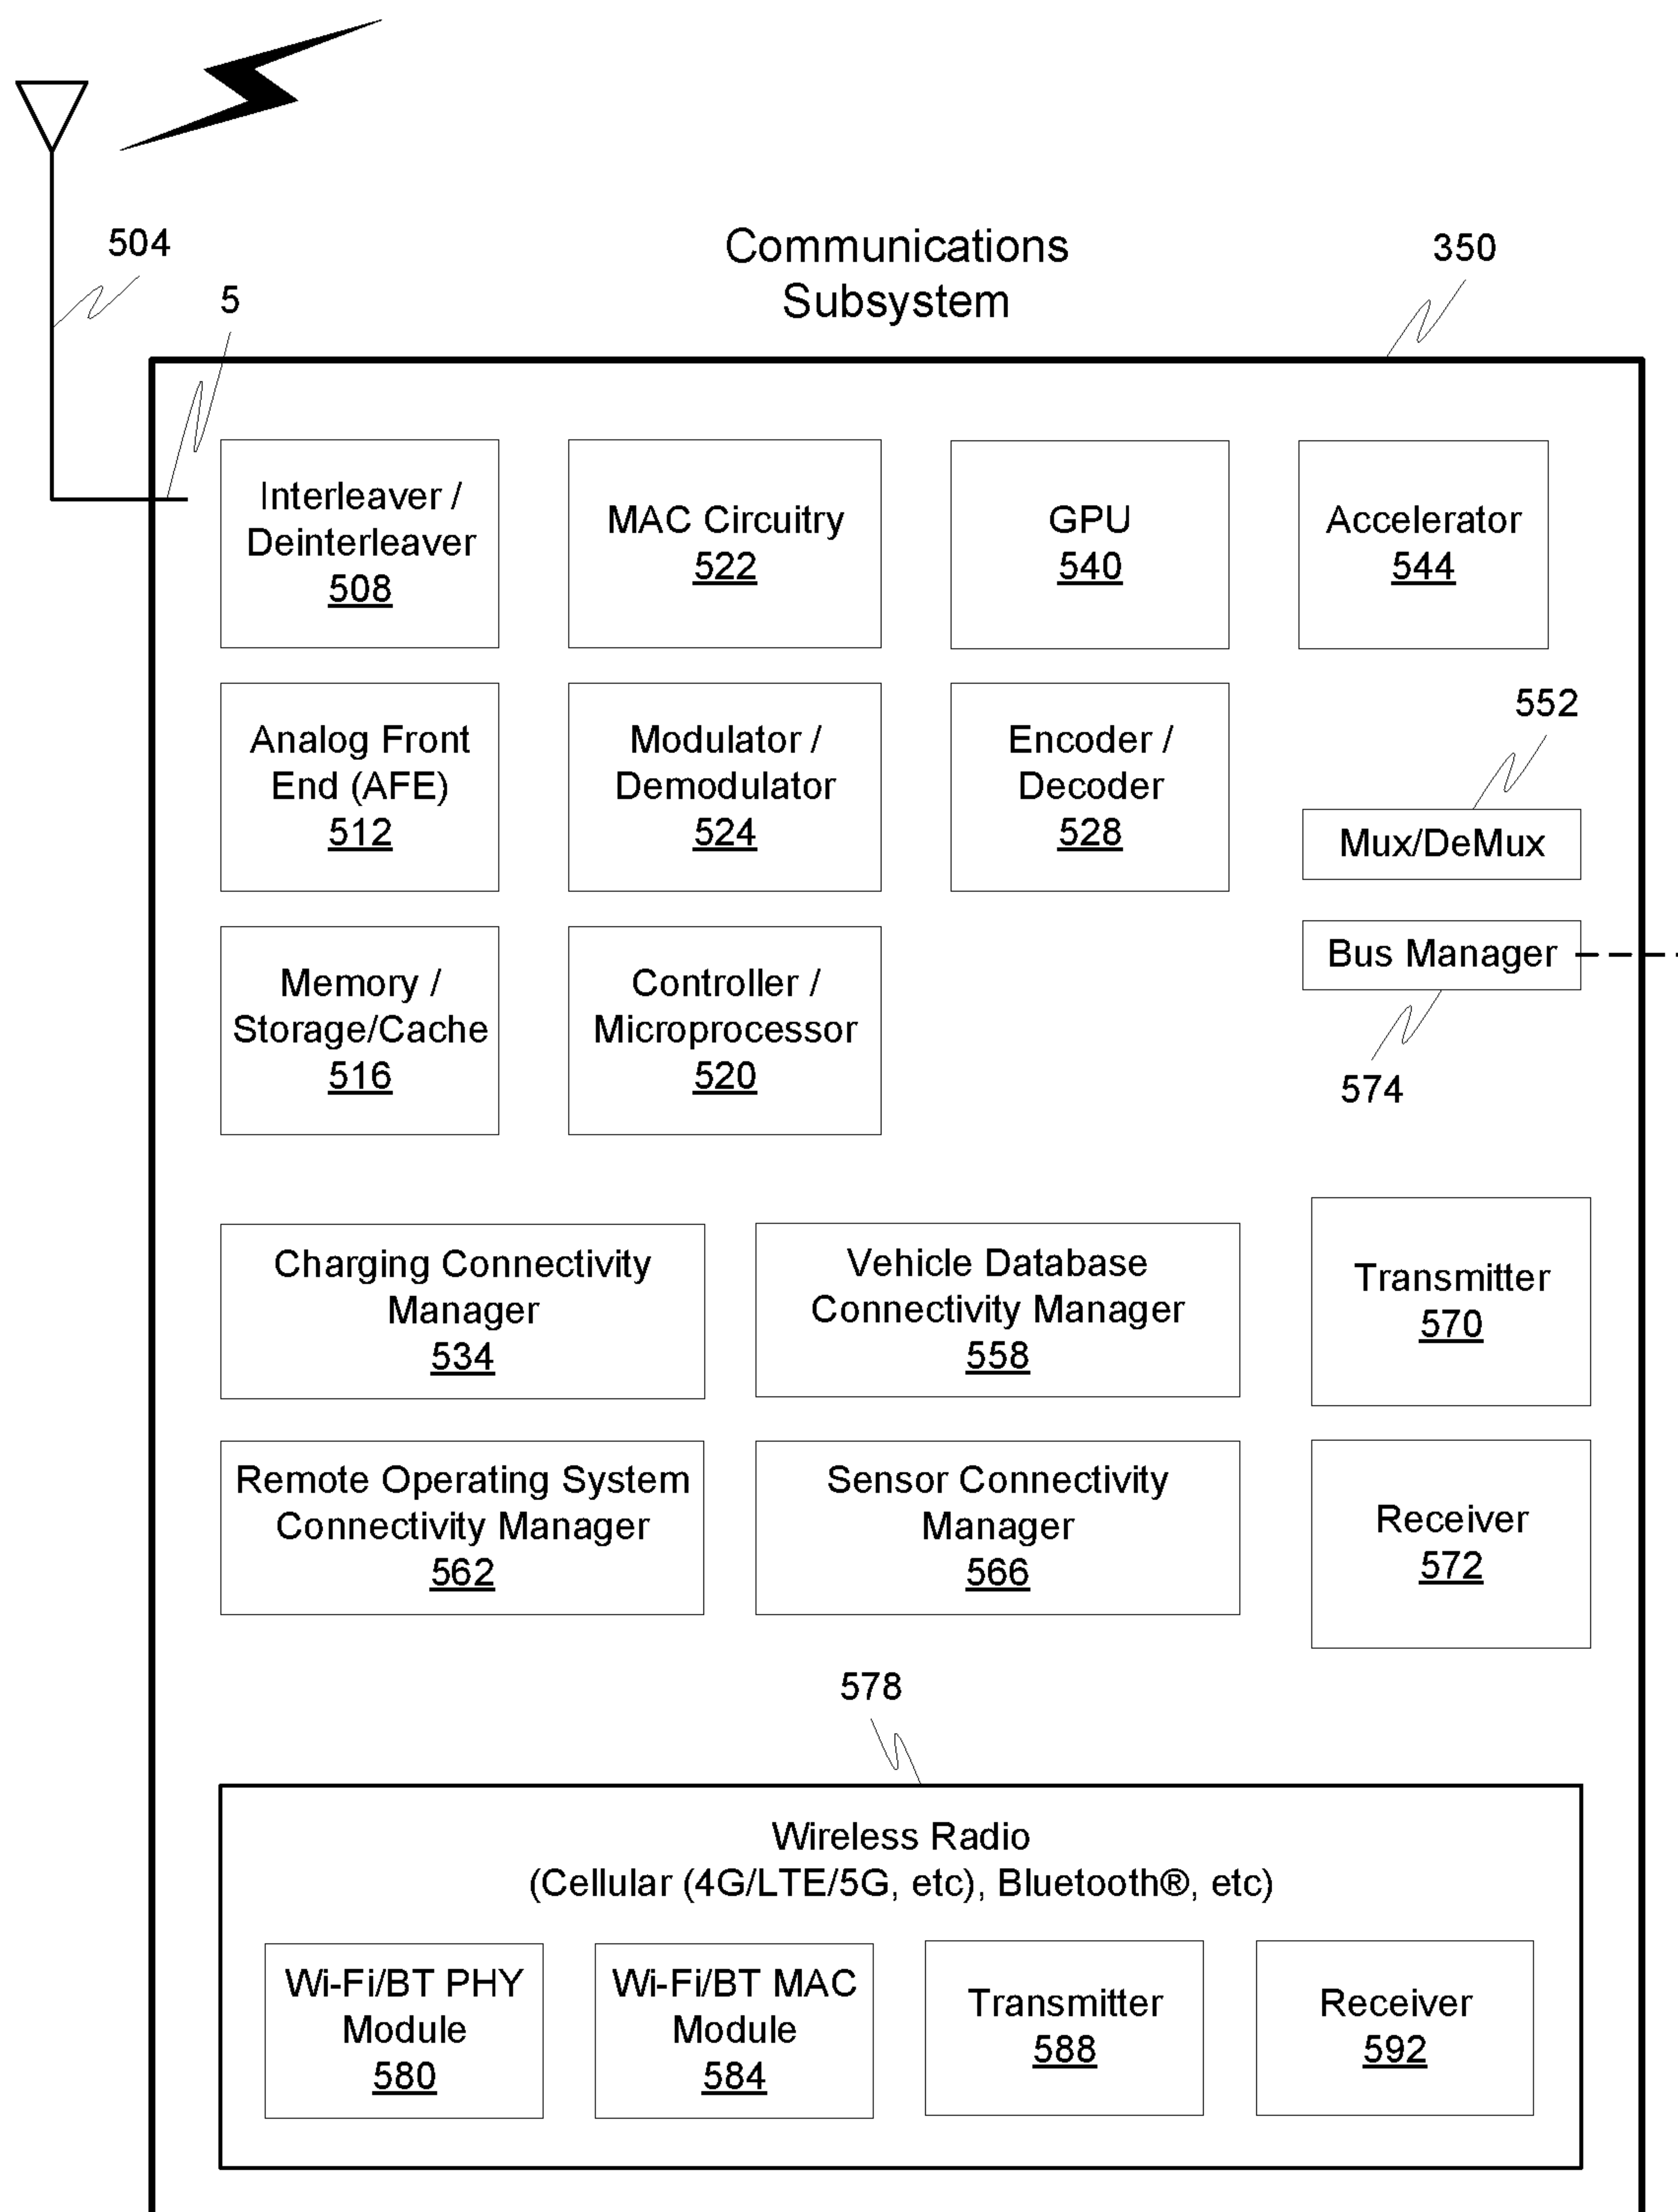 504
5
Communications
Subsystem
350
Interleaver /
Deinterleaver
508
MAC Circuitry
522
GPU
540
Accelerator
544
Analog Front
End (AFE)
512
Modulator /
Demodulator
524
Encoder /
Decoder
528
552
Mux/DeMux
Memory /
Storage/Cache
516
Controller /
Microprocessor
520
Bus Manager
574
Charging Connectivity
Manager
534
Vehicle Database
Connectivity Manager
558
Transmitter
570
Remote Operating System
Connectivity Manager
562
Sensor Connectivity
Manager
566
Receiver
572
578
Wireless Radio
(Cellular (4G/LTE/5G, etc), Bluetooth®, etc)
Wi-Fi/BT PHY
Module
580
Wi-Fi/BT MAC
Module
584
Transmitter
588
Receiver
592